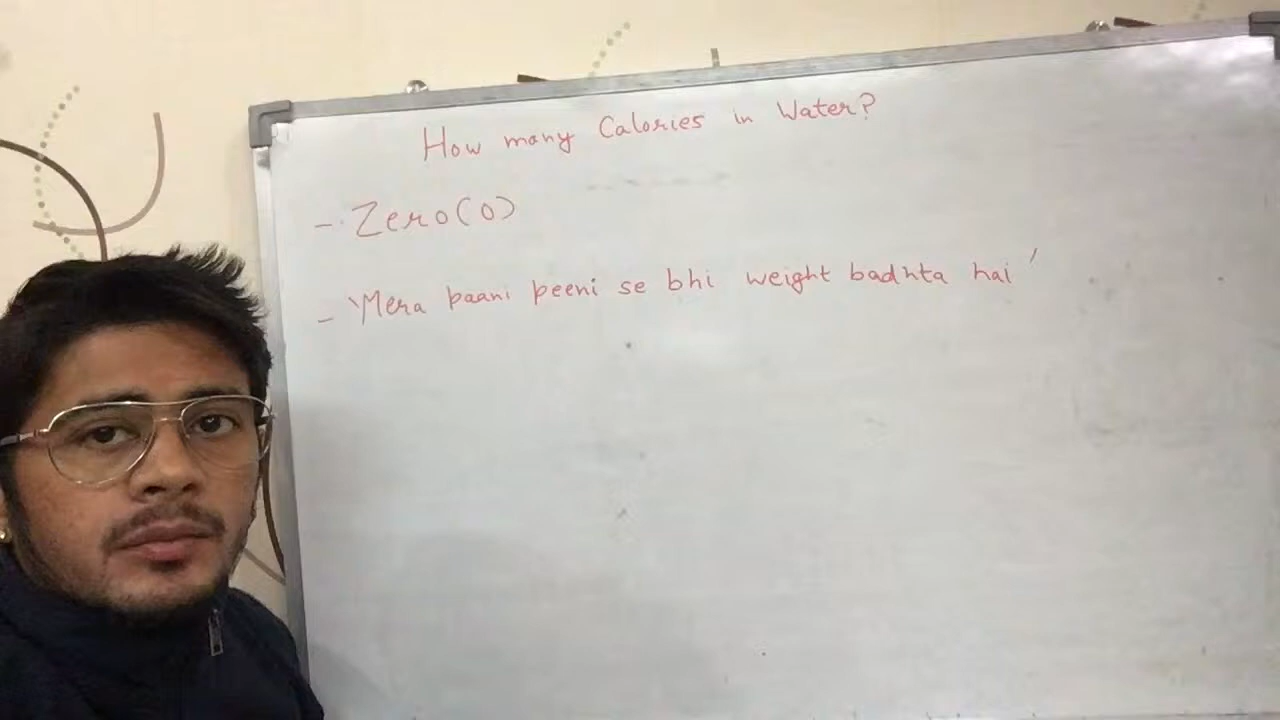 How many Calories in Water?
- Zero(0)
- 'Mera paani peeni se bhi weight badhta hai'